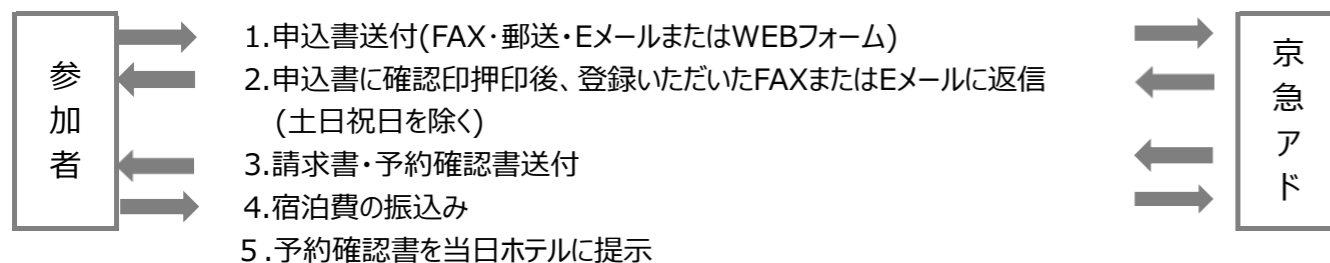 参加者
1.申込書送付(FAX・郵送・EメールまたはWEBフォーム)
2.申込書に確認印押印後、登録いただいたFAXまたはEメールに返信
(土日祝日を除く)
3.請求書・予約確認書送付
4.宿泊費の振込み
５.予約確認書を当日ホテルに提示
京急アド